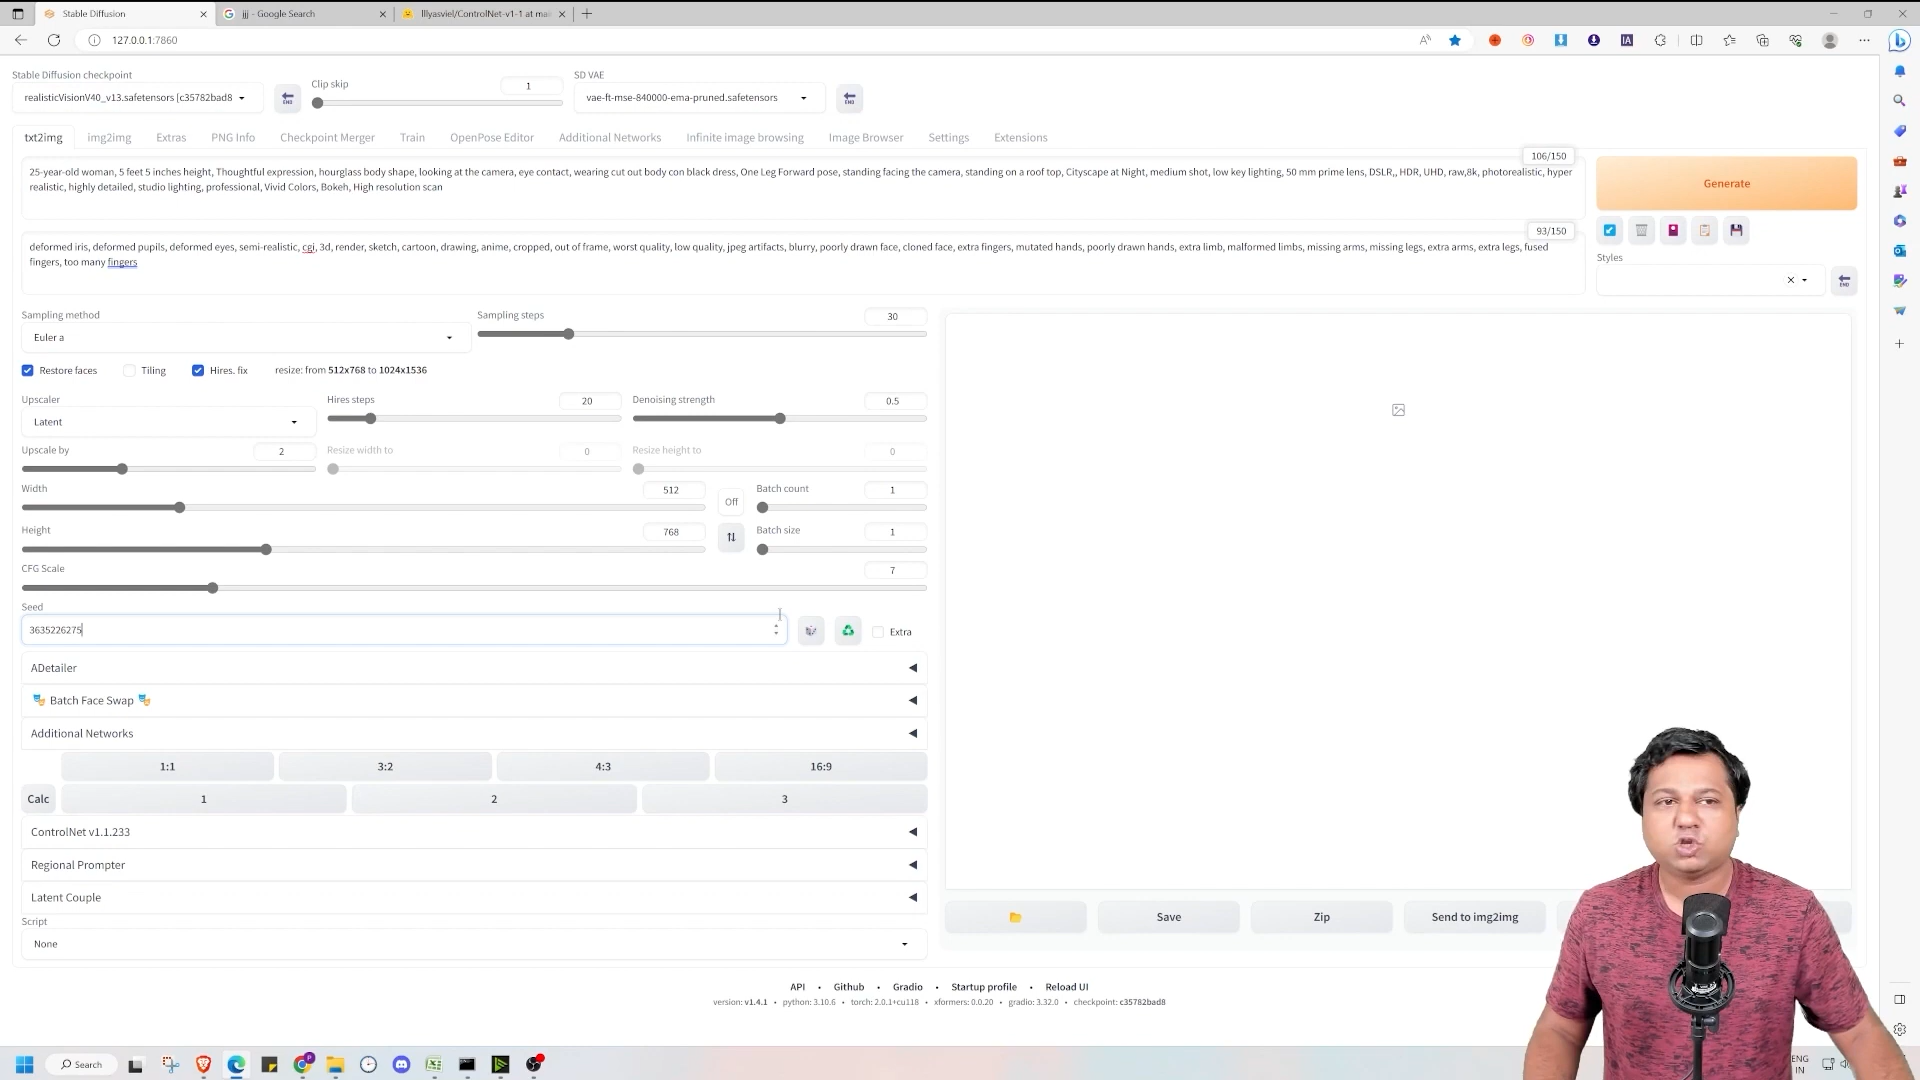 Stable Diffusion
jjj - Google Search
lllyasviel/ControlNet-v1-1 at mai
127.0.0.1:7860
Stable Diffusion checkpoint
realisticVisionV40_v13.safetensors [c35782bad8
Clip skip
1
SD VAE
vae-ft-mse-840000-ema-pruned.safetensors
txt2img
img2img
Extras
PNG Info
Checkpoint Merger
Train
OpenPose Editor
Additional Networks
Infinite image browsing
Image Browser
Settings
Extensions
106/150
25-year-old woman, 5 feet 5 inches height, Thoughtful expression, hourglass body shape, looking at the camera, eye contact, wearing cut out body con black dress, One Leg Forward pose, standing facing the camera, standing on a roof top, Cityscape at Night, medium shot, low key lighting, 50 mm prime lens, DSLR,, HDR, UHD, raw,8k, photorealistic, hyper
realistic, highly detailed, studio lighting, professional, Vivid Colors, Bokeh, High resolution scan
Generate
93/150
deformed iris, deformed pupils, deformed eyes, semi-realistic, cgi, 3d, render, sketch, cartoon, drawing, anime, cropped, out of frame, worst quality, low quality, jpeg artifacts, blurry, poorly drawn face, cloned face, extra fingers, mutated hands, poorly drawn hands, extra limb, malformed limbs, missing arms, missing legs, extra arms, extra legs, fused
fingers, too many fingers
Styles
Sampling method
Euler a
Sampling steps
30
Restore faces
Tiling
Hires. fix
resize: from 512x768 to 1024x1536
Upscaler
Latent
Hires steps
20
Denoising strength
0.5
Upscale by
2
Resize width to
0
Resize height to
0
Width
512
Off
Batch count
1
Height
768
Batch size
1
CFG Scale
7
Seed
3635226275
Extra
ADetailer
Batch Face Swap
Additional Networks
1:1
3:2
4:3
16:9
Calc
1
2
3
ControlNet v1.1.233
Regional Prompter
Latent Couple
Script
None
Save
Zip
Send to img2img
API • Github • Gradio • Startup profile • Reload UI
version: v1.4.1 • python: 3.10.6 • torch: 2.0.1+cu118 • xformers: 0.0.20 • gradio: 3.32.0 • checkpoint: c35782bad8
Search
ENG
IN